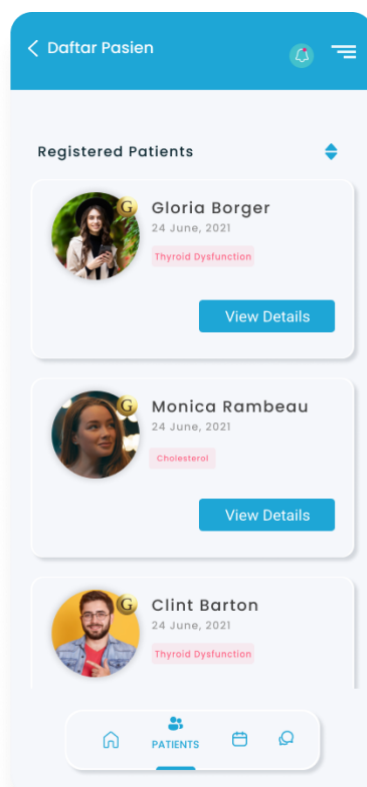 Daftar Pasien
Registered Patients
G
Gloria Borger
24 June, 2021
Thyroid Dysfunction
View Details
G
Monica Rambeau
24 June, 2021
Cholesterol
View Details
G
Clint Barton
24 June, 2021
Thyroid Dysfunction
PATIENTS